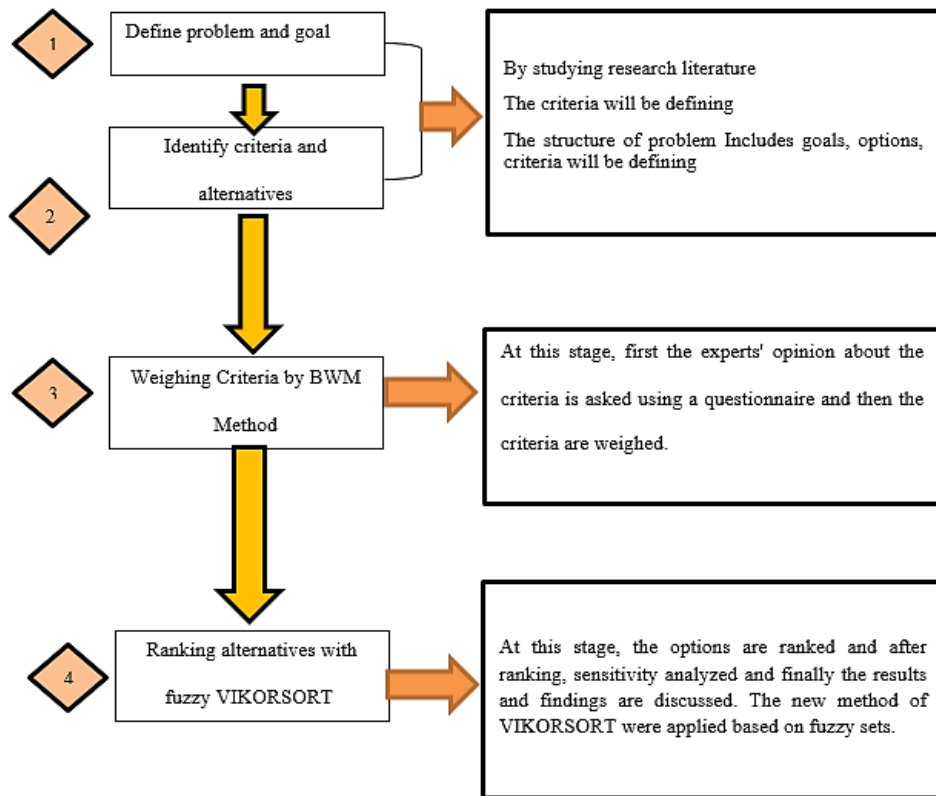 1
Define problem and goal
By studying research literature
The criteria will be defining
The structure of problem Includes goals, options,
criteria will be defining
2
Identify criteria and
alternatives
3
Weighing Criteria by BWM
Method
At this stage, first the experts' opinion about the
criteria is asked using a questionnaire and then the
criteria are weighed.
4
Ranking alternatives with
fuzzy VIKORSORT
At this stage, the options are ranked and after
ranking, sensitivity analyzed and finally the results
and findings are discussed. The new method of
VIKORSORT were applied based on fuzzy sets.